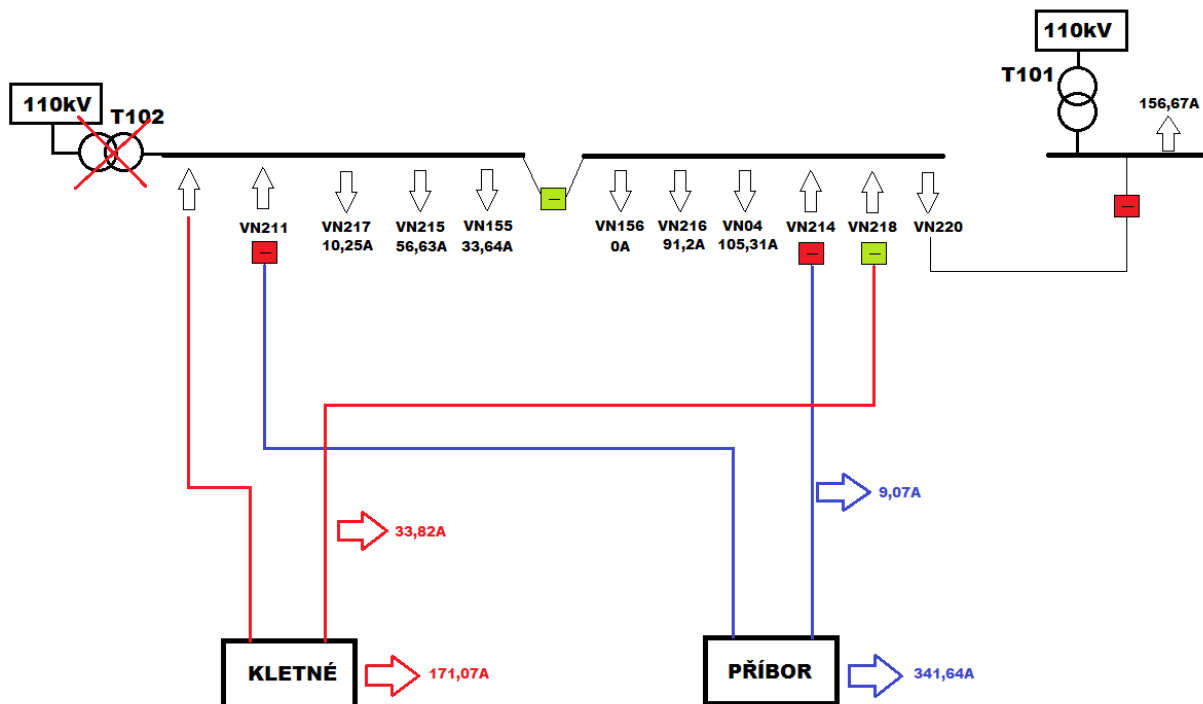 110kV
T101
156,67A
110kV
T102
VN211
VN217
10,25A
VN215
56,63A
VN155
33,64A
VN156
0A
VN216
91,2A
VN04
105,31A
VN214
VN218
VN220
9,07A
33,82A
KLETNÉ
171,07A
PŘÍBOR
341,64A